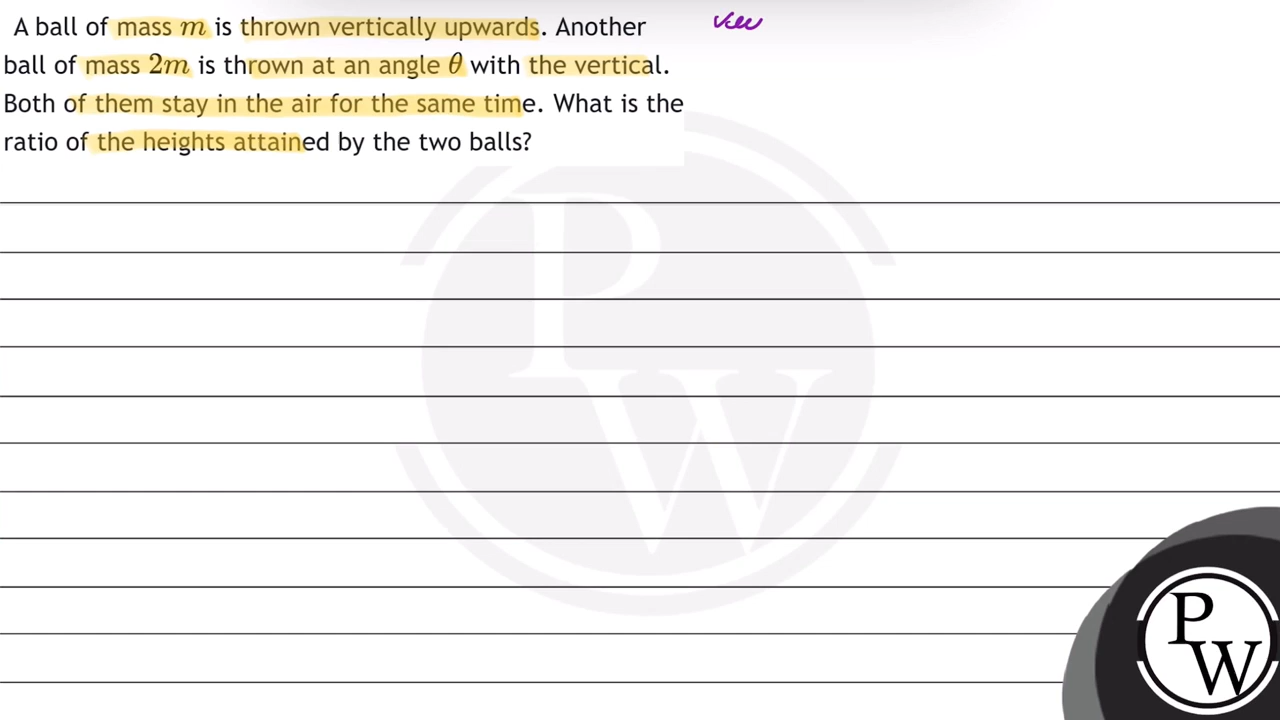 A ball of mass m is thrown vertically upwards. Another
ball of mass 2m is thrown at an angle θ with the vertical.
Both of them stay in the air for the same time. What is the
ratio of the heights attained by the two balls?
P
W
P
W